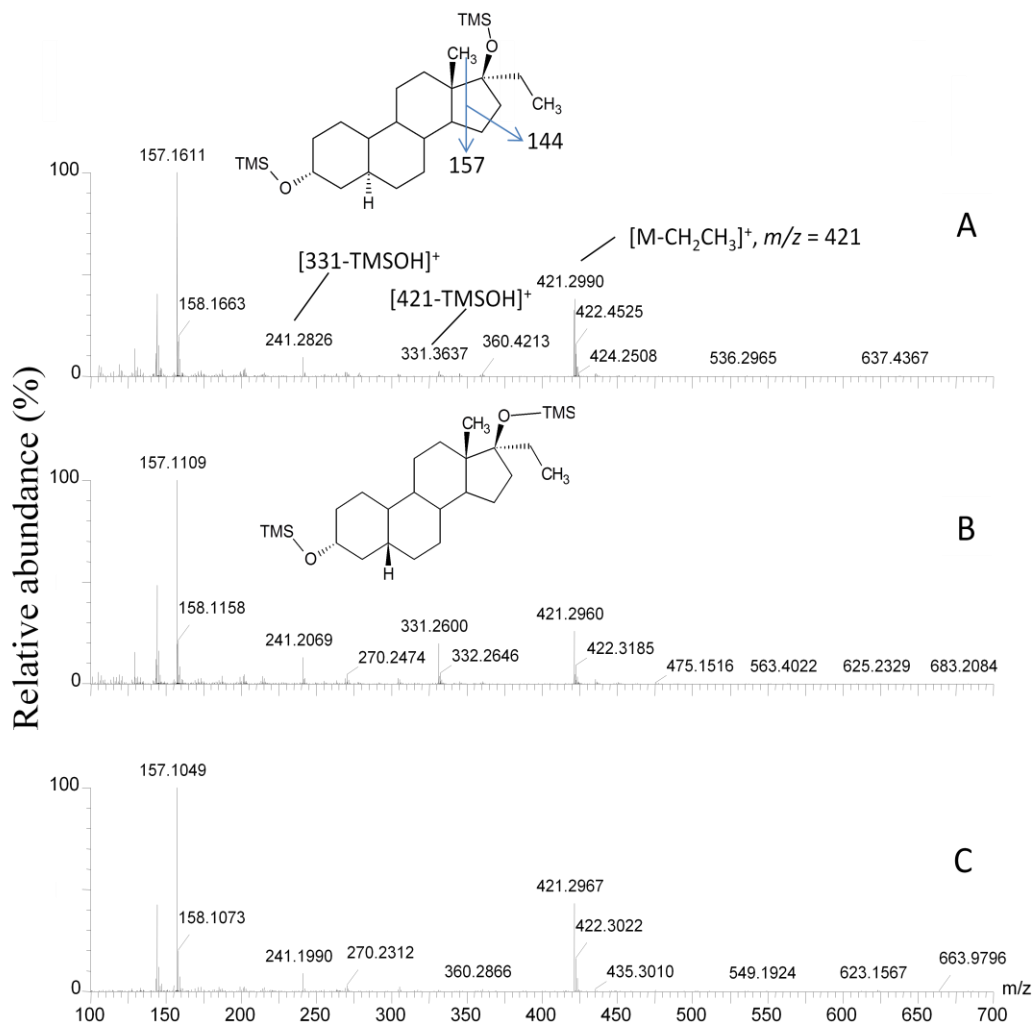 TMS
O
CH3
CH3
144
157
TMS
O
H
Relative abundance (%)
100
0
A
157.1611
158.1663
[331-TMSOH]+
241.2826
[421-TMSOH]+
331.3637
360.4213
[M-CH2CH3]+, m/z = 421
421.2990
422.4525
424.2508
536.2965
637.4367
O
TMS
CH3
CH3
TMS
O
H
100
0
B
157.1109
158.1158
241.2069
270.2474
331.2600
332.2646
421.2960
422.3185
475.1516
563.4022
625.2329
683.2084
100
0
C
157.1049
158.1073
241.1990
270.2312
360.2866
421.2967
422.3022
435.3010
549.1924
623.1567
663.9796
m/z
100 150 200 250 300 350 400 450 500 550 600 650 700